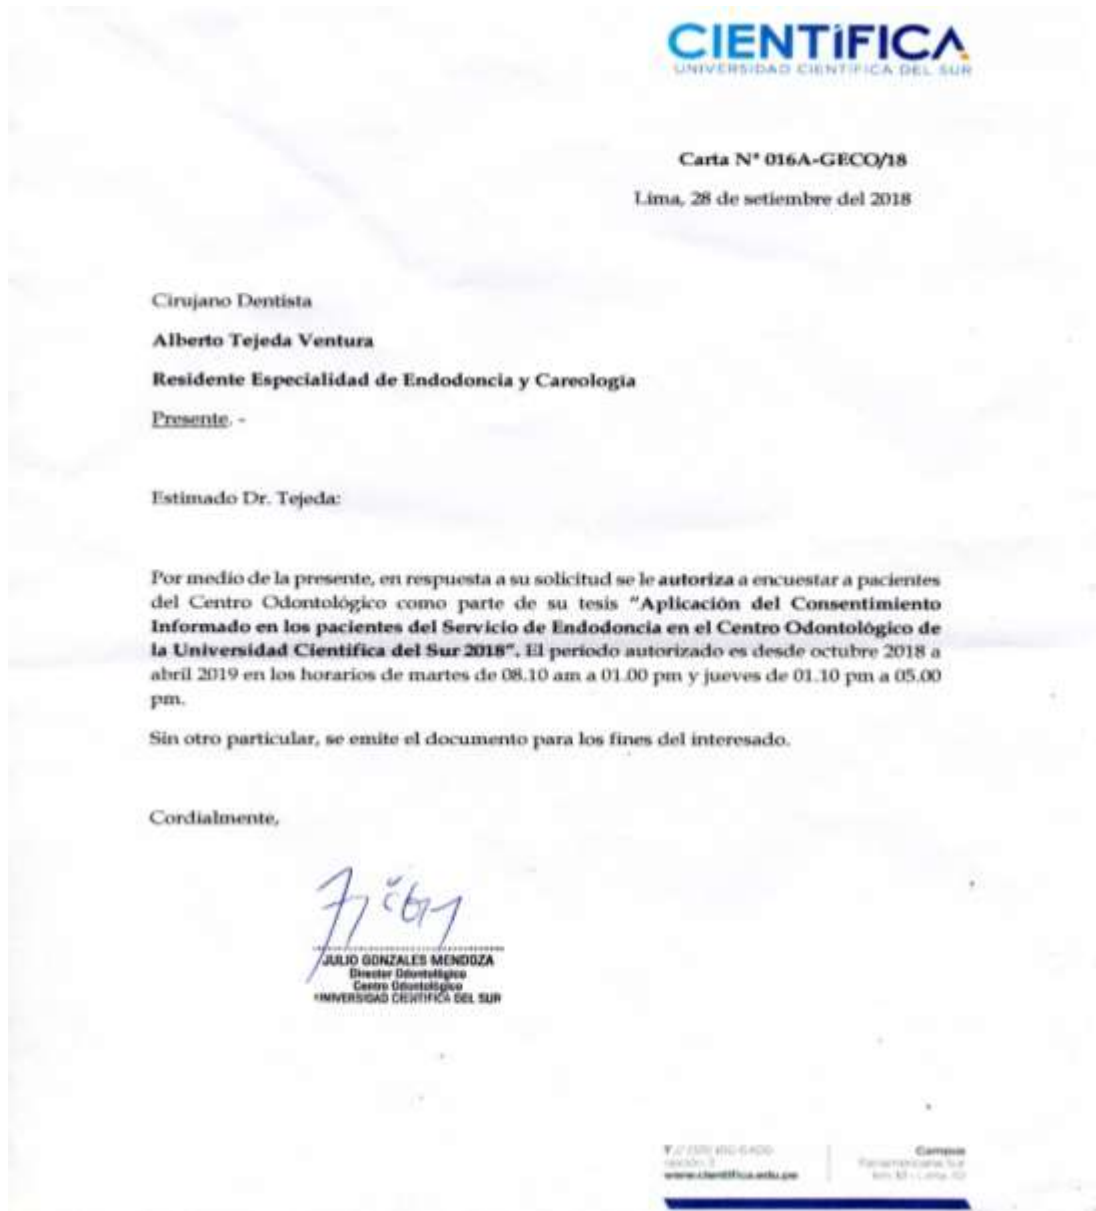 CIENTÍFICA
UNIVERSIDAD CIENTÍFICA DEL SUR
Carta N° 016A-GECO/18
Lima, 28 de setiembre del 2018
Cirujano Dentista
Alberto Tejeda Ventura
Residente Especialidad de Endodoncia y Careologia
Presente. -
Estimado Dr. Tejeda:
Por medio de la presente, en respuesta a su solicitud se le autoriza a encuestar a pacientes
del Centro Odontológico como parte de su tesis "Aplicación del Consentimiento
Informado en los pacientes del Servicio de Endodoncia en el Centro Odontológico de
la Universidad Cientifica del Sur 2018". El período autorizado es desde octubre 2018 a
abril 2019 en los horarios de martes de 08.10 am a 01.00 pm y jueves de 01.10 pm a 05.00
pm.
Sin otro particular, se emite el documento para los fines del interesado.
Cordialmente,
JULIO GONZALES MENDOZA
Director Odontológico
Centro Odontológico
UNIVERSIDAD CIENTIFICA DEL SUR
Campus
Panamericana Sur
www.cientifica.edu.pe